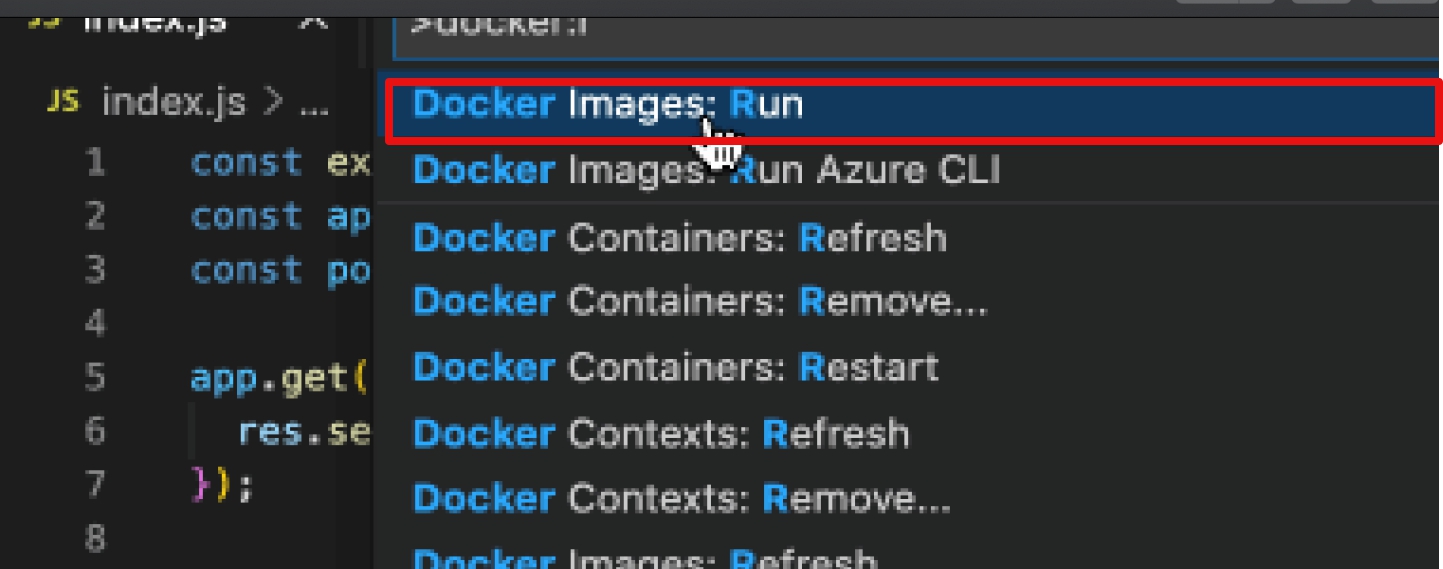 JS index.js
>docker:r
JS index.js > ...
Docker Images: Run
1 const ex
Docker Images: Run Azure CLI
2 const ap
Docker Containers: Refresh
3 const po
Docker Containers: Remove...
4
Docker Containers: Restart
5 app.get(
Docker Contexts: Refresh
6 res.se
7 });
Docker Contexts: Remove...
8
Docker Images: Refresh